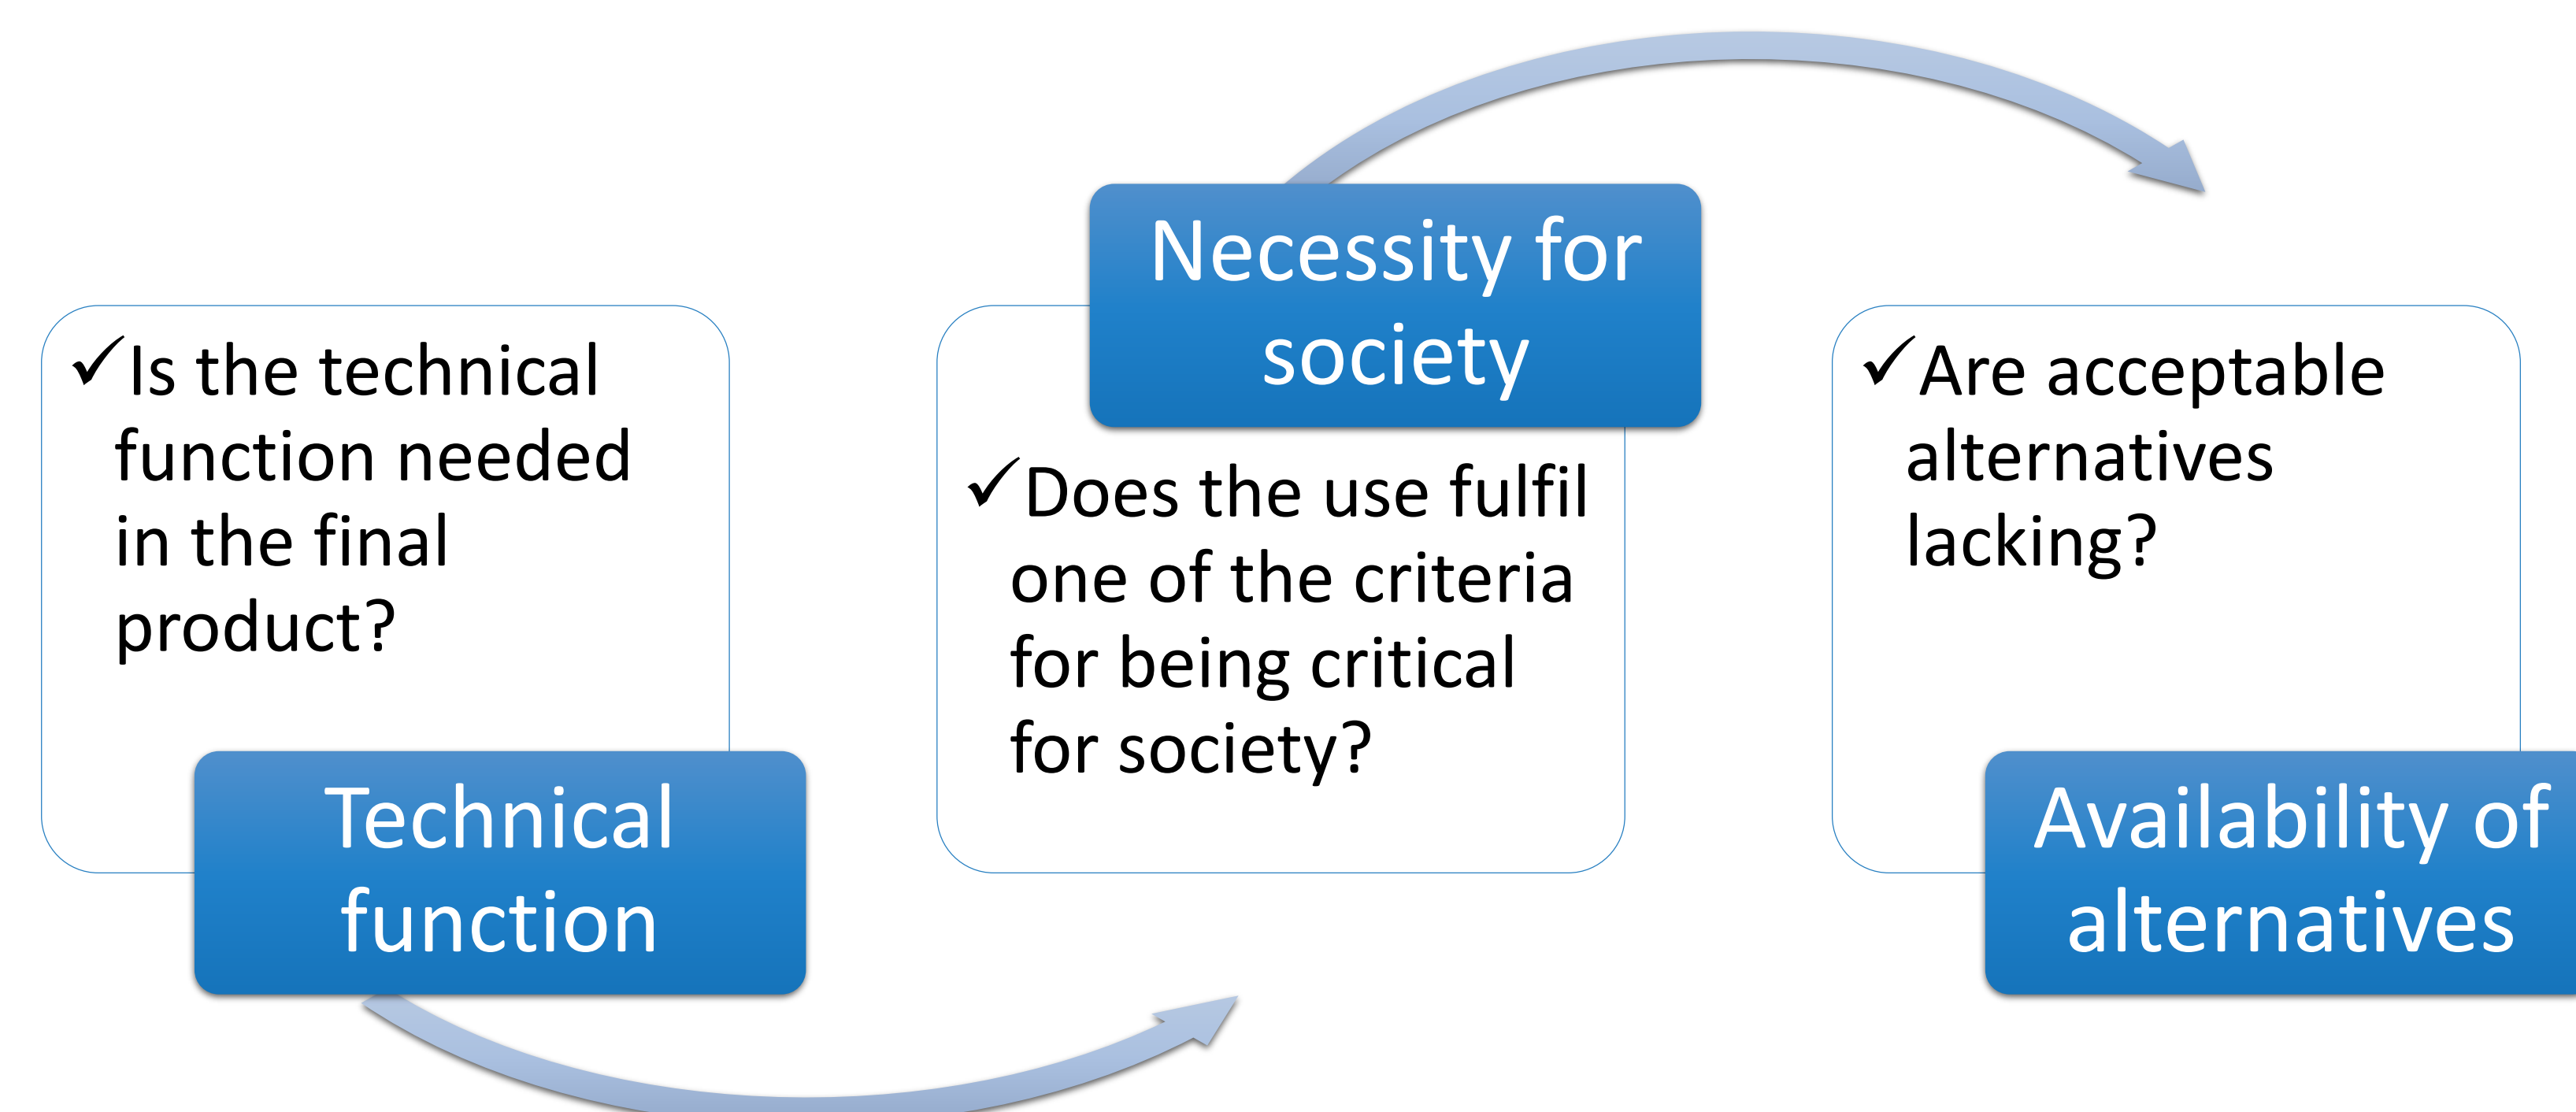 ✓Is the technical
function needed
in the final
product?
Technical
function
Necessity for
society
✓Does the use fulfil
one of the criteria
for being critical
for society?
✓Are acceptable
alternatives
lacking?
Availability of
alternatives